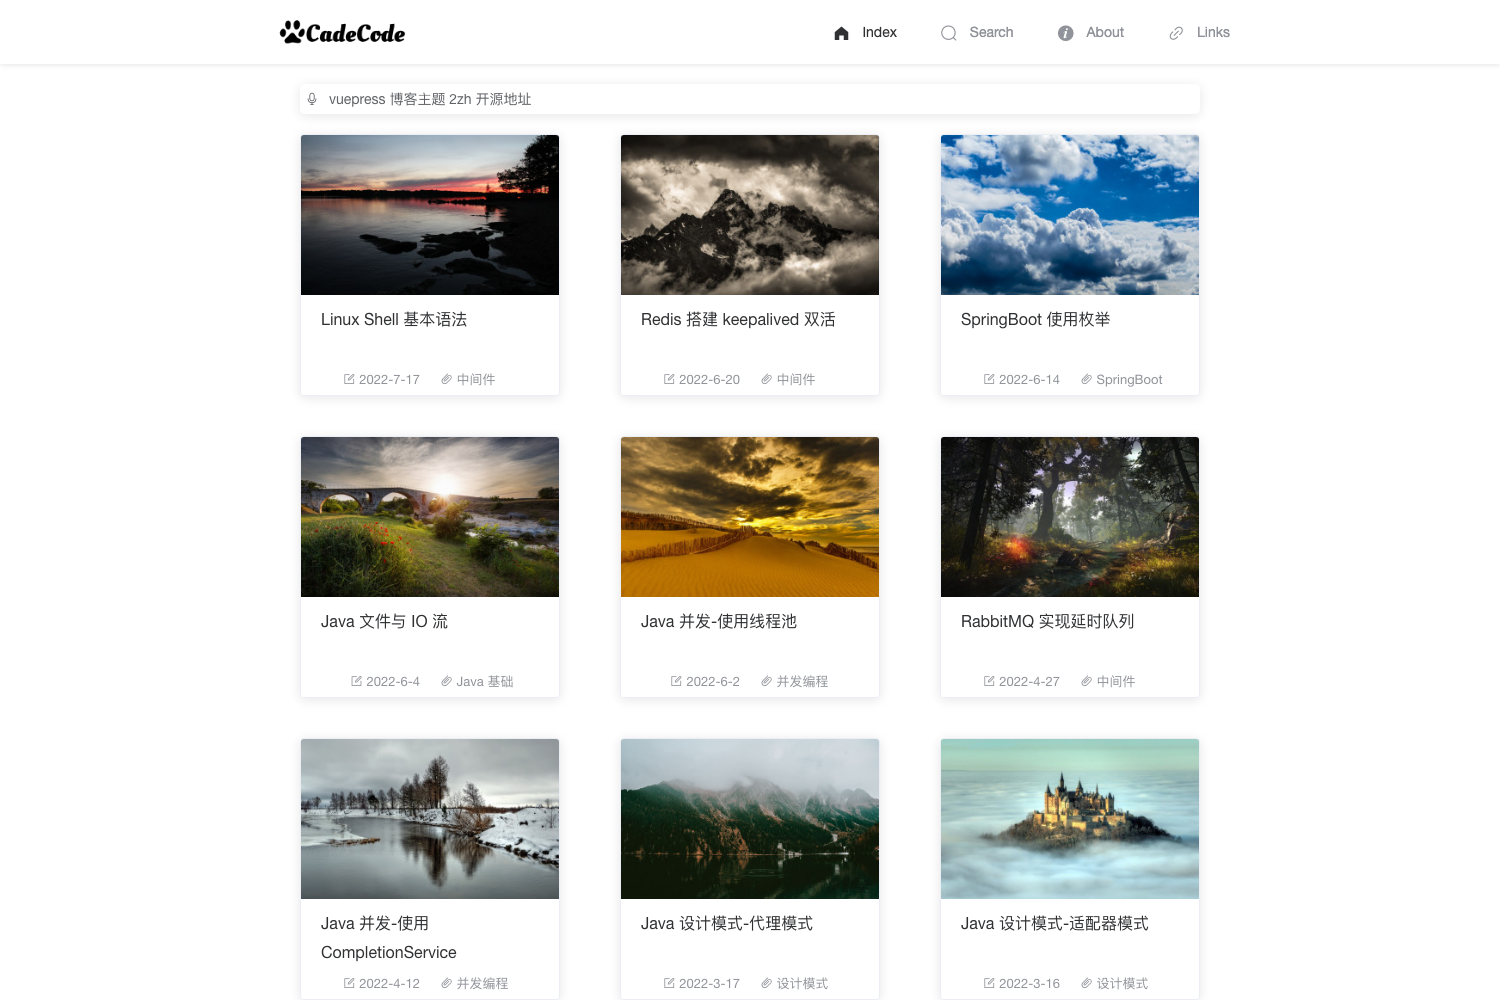 CadeCode
Index
Search
About
Links
vuepress 博客主题 2zh 开源地址
Linux Shell 基本语法
2022-7-17 中间件
Redis 搭建 keepalived 双活
2022-6-20 中间件
SpringBoot 使用枚举
2022-6-14 SpringBoot
Java 文件与 IO 流
2022-6-4 Java 基础
Java 并发-使用线程池
2022-6-2 并发编程
RabbitMQ 实现延时队列
2022-4-27 中间件
Java 并发-使用
CompletionService
2022-4-12 并发编程
Java 设计模式-代理模式
2022-3-17 设计模式
Java 设计模式-适配器模式
2022-3-16 设计模式